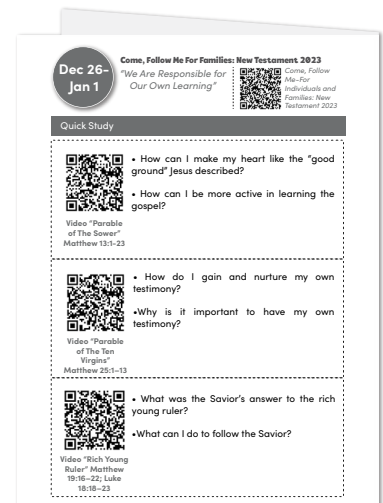 Dec 26-
Jan 1
Come, Follow Me For Families: New Testament 2023
"We Are Responsible for
Our Own Learning"
Come, Follow
Me-For
Individuals and
Families: New
Testament 2023
Quick Study
• How can I make my heart like the "good
ground" Jesus described?
• How can I be more active in learning the
gospel?
Video "Parable
of The Sower"
Matthew 13:1-23
• How do I gain and nurture my own
testimony?
•Why is it important to have my own
testimony?
Video "Parable
of The Ten
Virgins"
Matthew 25:1-13
• What was the Savior's answer to the rich
young ruler?
•What can I do to follow the Savior?
Video "Rich Young
Ruler" Matthew
19:16-22; Luke
18:18-23